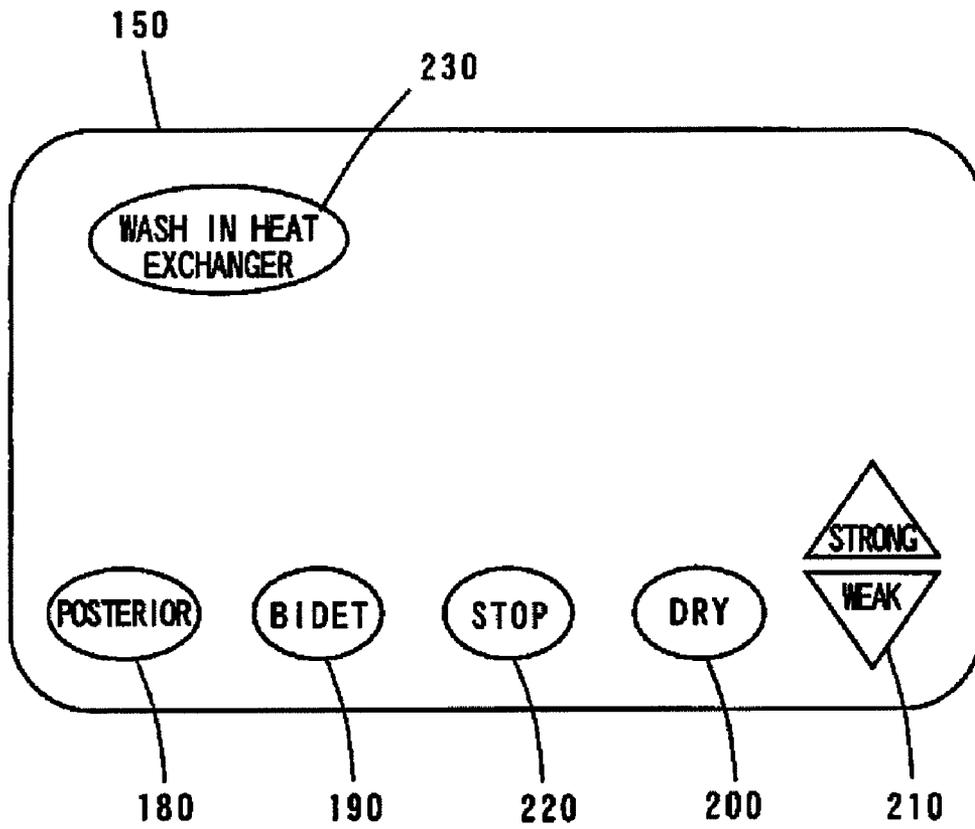 150
230
WASH IN HEAT
EXCHANGER
STRONG
WEAK
POSTERIOR
BIDET
STOP
DRY
180
190
220
200
210